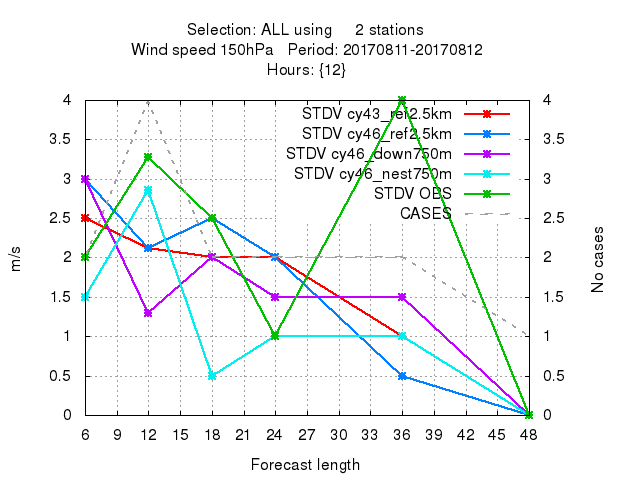 Selection: ALL using 2 stations
Wind speed 150hPa Period: 20170811-20170812
Hours: {12}
STDV cy43_ref2.5km
STDV cy46_ref2.5km
STDV cy46_down750m
STDV cy46_nest750m
STDV OBS
CASES
4 4
3.5 3.5
3 3
2.5 2.5
2 2
1.5 1.5
1 1
0.5 0.5
0 0
m/s
No cases
6 9 12 15 18 21 24 27 30 33 36 39 42 45 48
Forecast length